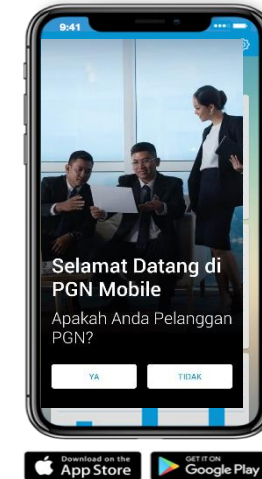 9:41
Selamat Datang di
PGN Mobile
Apakah Anda Pelanggan
PGN?
YA TIDAK
Download on the GET IT ON
App Store Google Play